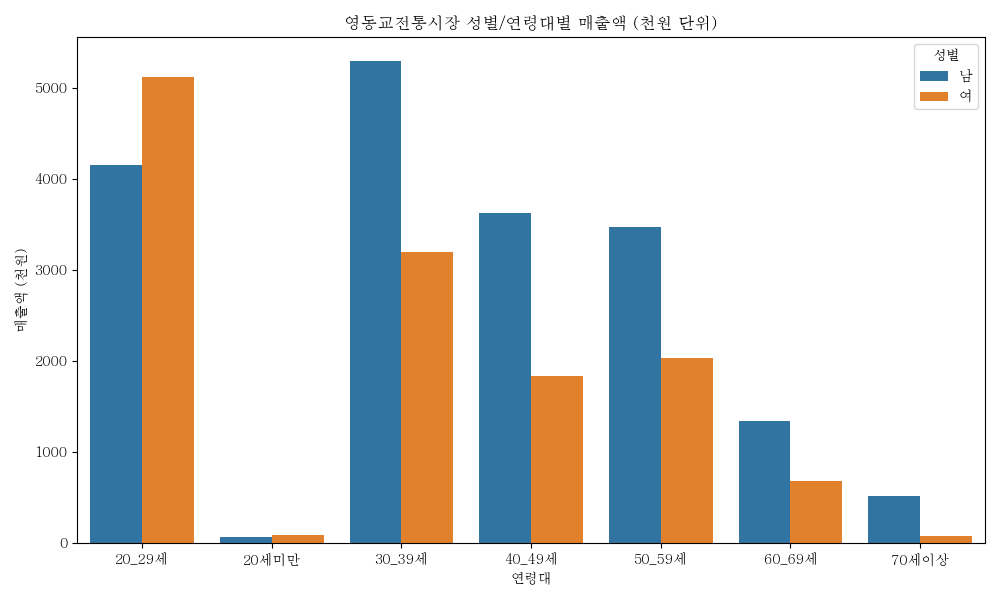 영동교전통시장 성별/연령대별 매출액 (천원 단위)
성별
남
여
매출액 (천원)
5000
4000
3000
2000
1000
0
20_29세 20세미만 30_39세 40_49세 50_59세 60_69세 70세이상
연령대